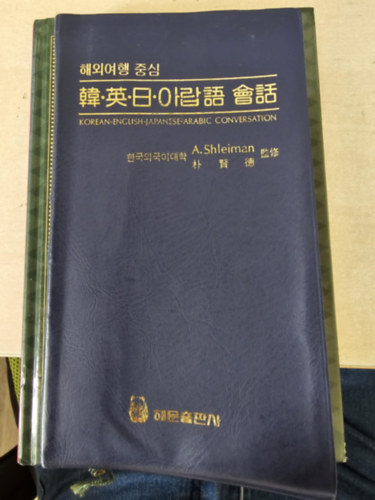 해외여행 중심
韓·英·日·아랍語 會話
KOREAN·ENGLISH·JAPANESE·ARABIC CONVERSATION
한국외국어대학 A. Shleiman 監修
朴 賢 德
해문출판사